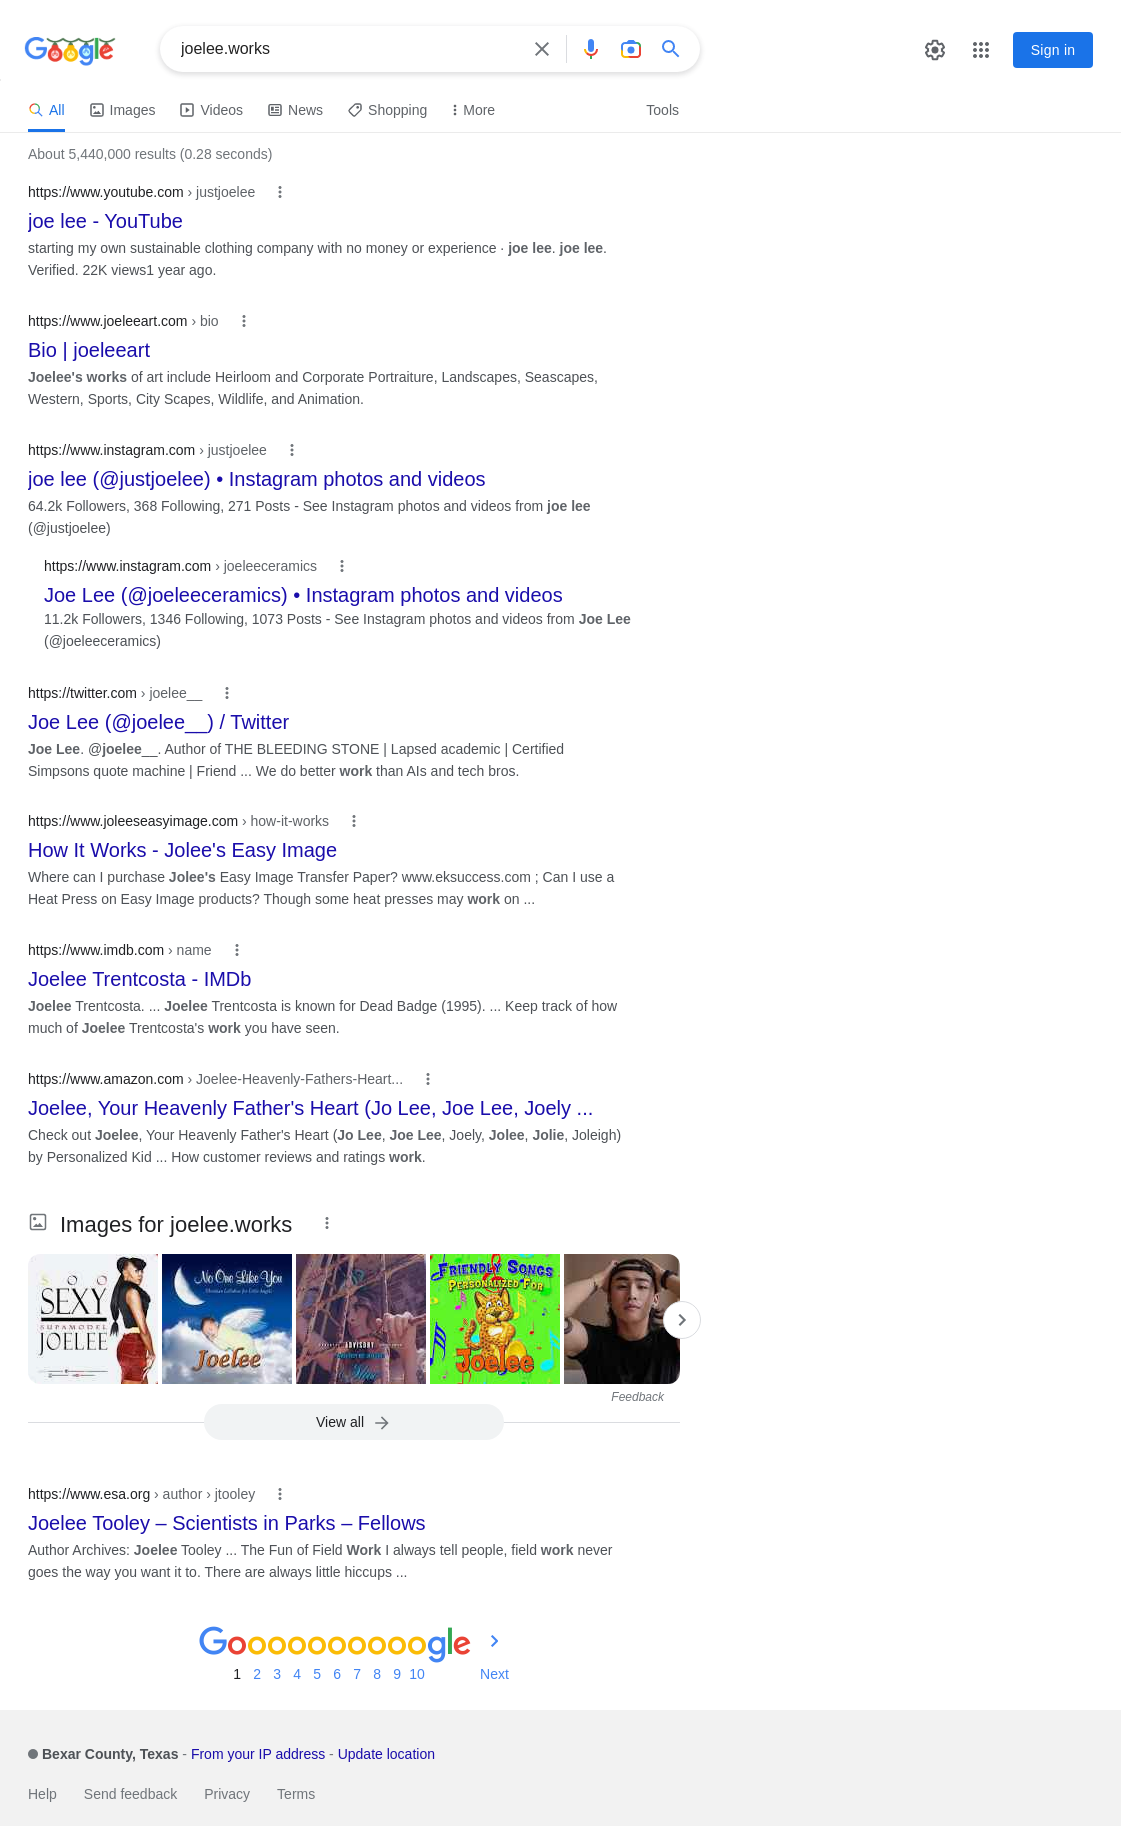 Google
joelee.works
Sign in
All
Images
Videos
News
Shopping
More
Tools
About 5,440,000 results (0.28 seconds)
https://www.youtube.com › justjoelee
joe lee - YouTube
starting my own sustainable clothing company with no money or experience · joe lee. joe lee.
Verified. 22K views1 year ago.
https://www.joeleeart.com › bio
Bio | joeleeart
Joelee's works of art include Heirloom and Corporate Portraiture, Landscapes, Seascapes,
Western, Sports, City Scapes, Wildlife, and Animation.
https://www.instagram.com › justjoelee
joe lee (@justjoelee) • Instagram photos and videos
64.2k Followers, 368 Following, 271 Posts - See Instagram photos and videos from joe lee
(@justjoelee)
https://www.instagram.com › joeleeceramics
Joe Lee (@joeleeceramics) • Instagram photos and videos
11.2k Followers, 1346 Following, 1073 Posts - See Instagram photos and videos from Joe Lee
(@joeleeceramics)
https://twitter.com › joelee__
Joe Lee (@joelee__) / Twitter
Joe Lee. @joelee__. Author of THE BLEEDING STONE | Lapsed academic | Certified
Simpsons quote machine | Friend ... We do better work than AIs and tech bros.
https://www.joleeseasyimage.com › how-it-works
How It Works - Jolee's Easy Image
Where can I purchase Jolee's Easy Image Transfer Paper? www.eksuccess.com ; Can I use a
Heat Press on Easy Image products? Though some heat presses may work on ...
https://www.imdb.com › name
Joelee Trentcosta - IMDb
Joelee Trentcosta. ... Joelee Trentcosta is known for Dead Badge (1995). ... Keep track of how
much of Joelee Trentcosta's work you have seen.
https://www.amazon.com › Joelee-Heavenly-Fathers-Heart...
Joelee, Your Heavenly Father's Heart (Jo Lee, Joe Lee, Joely ...
Check out Joelee, Your Heavenly Father's Heart (Jo Lee, Joe Lee, Joely, Jolee, Jolie, Joleigh)
by Personalized Kid ... How customer reviews and ratings work.
Images for joelee.works
SOO
SEXY
SUPAMODEL
JOELEE
No One Like You
Joelee
ADVISORY
FRIENDLY SONGS
PERSONALIZED FOR
Joelee
Feedback
View all
https://www.esa.org › author › jtooley
Joelee Tooley – Scientists in Parks – Fellows
Author Archives: Joelee Tooley ... The Fun of Field Work I always tell people, field work never
goes the way you want it to. There are always little hiccups ...
Goooooooooogle
1 2 3 4 5 6 7 8 9 10 Next
Bexar County, Texas - From your IP address - Update location
Help Send feedback Privacy Terms